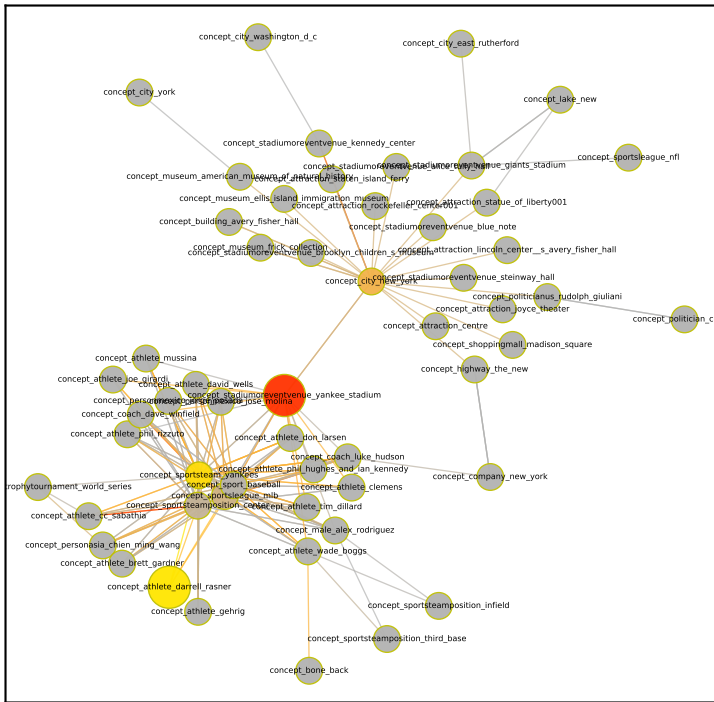 concept_city_washington_d_c
concept_city_east_rutherford
concept_city_york
concept_lake_new
concept_stadiumoreventvenue_kennedy_center
concept_sportsleague_nfl
concept_stadiumoreventvenue_giants_stadium
concept_museum_american_museum_of_natural_history
concept_attraction_staten_island_ferry
concept_museum_ellis_island_immigration_museum
concept_attraction_rockefeller_center001
concept_attraction_statue_of_liberty001
concept_building_avery_fisher_hall
concept_stadiumoreventvenue_blue_note
concept_museum_frick_collection
concept_stadiumoreventvenue_brooklyn_children_s_museum
concept_attraction_lincoln_center__s_avery_fisher_hall
concept_city_new_york
concept_stadiumoreventvenue_steinway_hall
concept_politicianus_rudolph_giuliani
concept_attraction_joyce_theater
concept_politician_c
concept_attraction_centre
concept_shoppingmall_madison_square
concept_athlete_mussina
concept_highway_the_new
concept_athlete_joe_girardi
concept_athlete_david_wells
concept_stadiumoreventvenue_yankee_stadium
concept_coach_dave_winfield
concept_athlete_phil_rizzuto
concept_athlete_don_larsen
concept_coach_luke_hudson
concept_sportsteam_yankees
concept_athlete_phil_hughes_and_ian_kennedy
concept_company_new_york
trophytournament_world_series
concept_sport_baseball
concept_athlete_clemens
concept_sportsleague_mlb
concept_sportsteamposition_center
concept_athlete_tim_dillard
concept_athlete_cc_sabathia
concept_male_alex_rodriguez
concept_personasia_chien_ming_wang
concept_athlete_wade_boggs
concept_athlete_brett_gardner
concept_athlete_darrell_rasner
concept_athlete_gehrig
concept_sportsteamposition_infield
concept_sportsteamposition_third_base
concept_bone_back